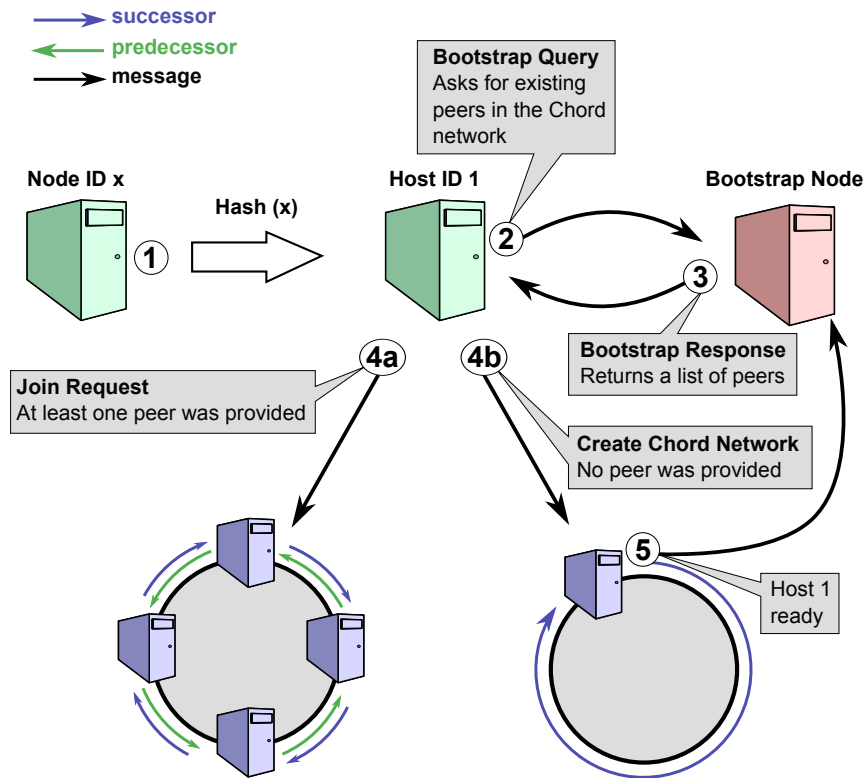 successor
predecessor
message
Bootstrap Query
Asks for existing
peers in the Chord
network
Node ID x
Host ID 1
Bootstrap Node
Hash (x)
1
2
3
Bootstrap Response
Returns a list of peers
4a
4b
Join Request
At least one peer was provided
Create Chord Network
No peer was provided
5
Host 1
ready